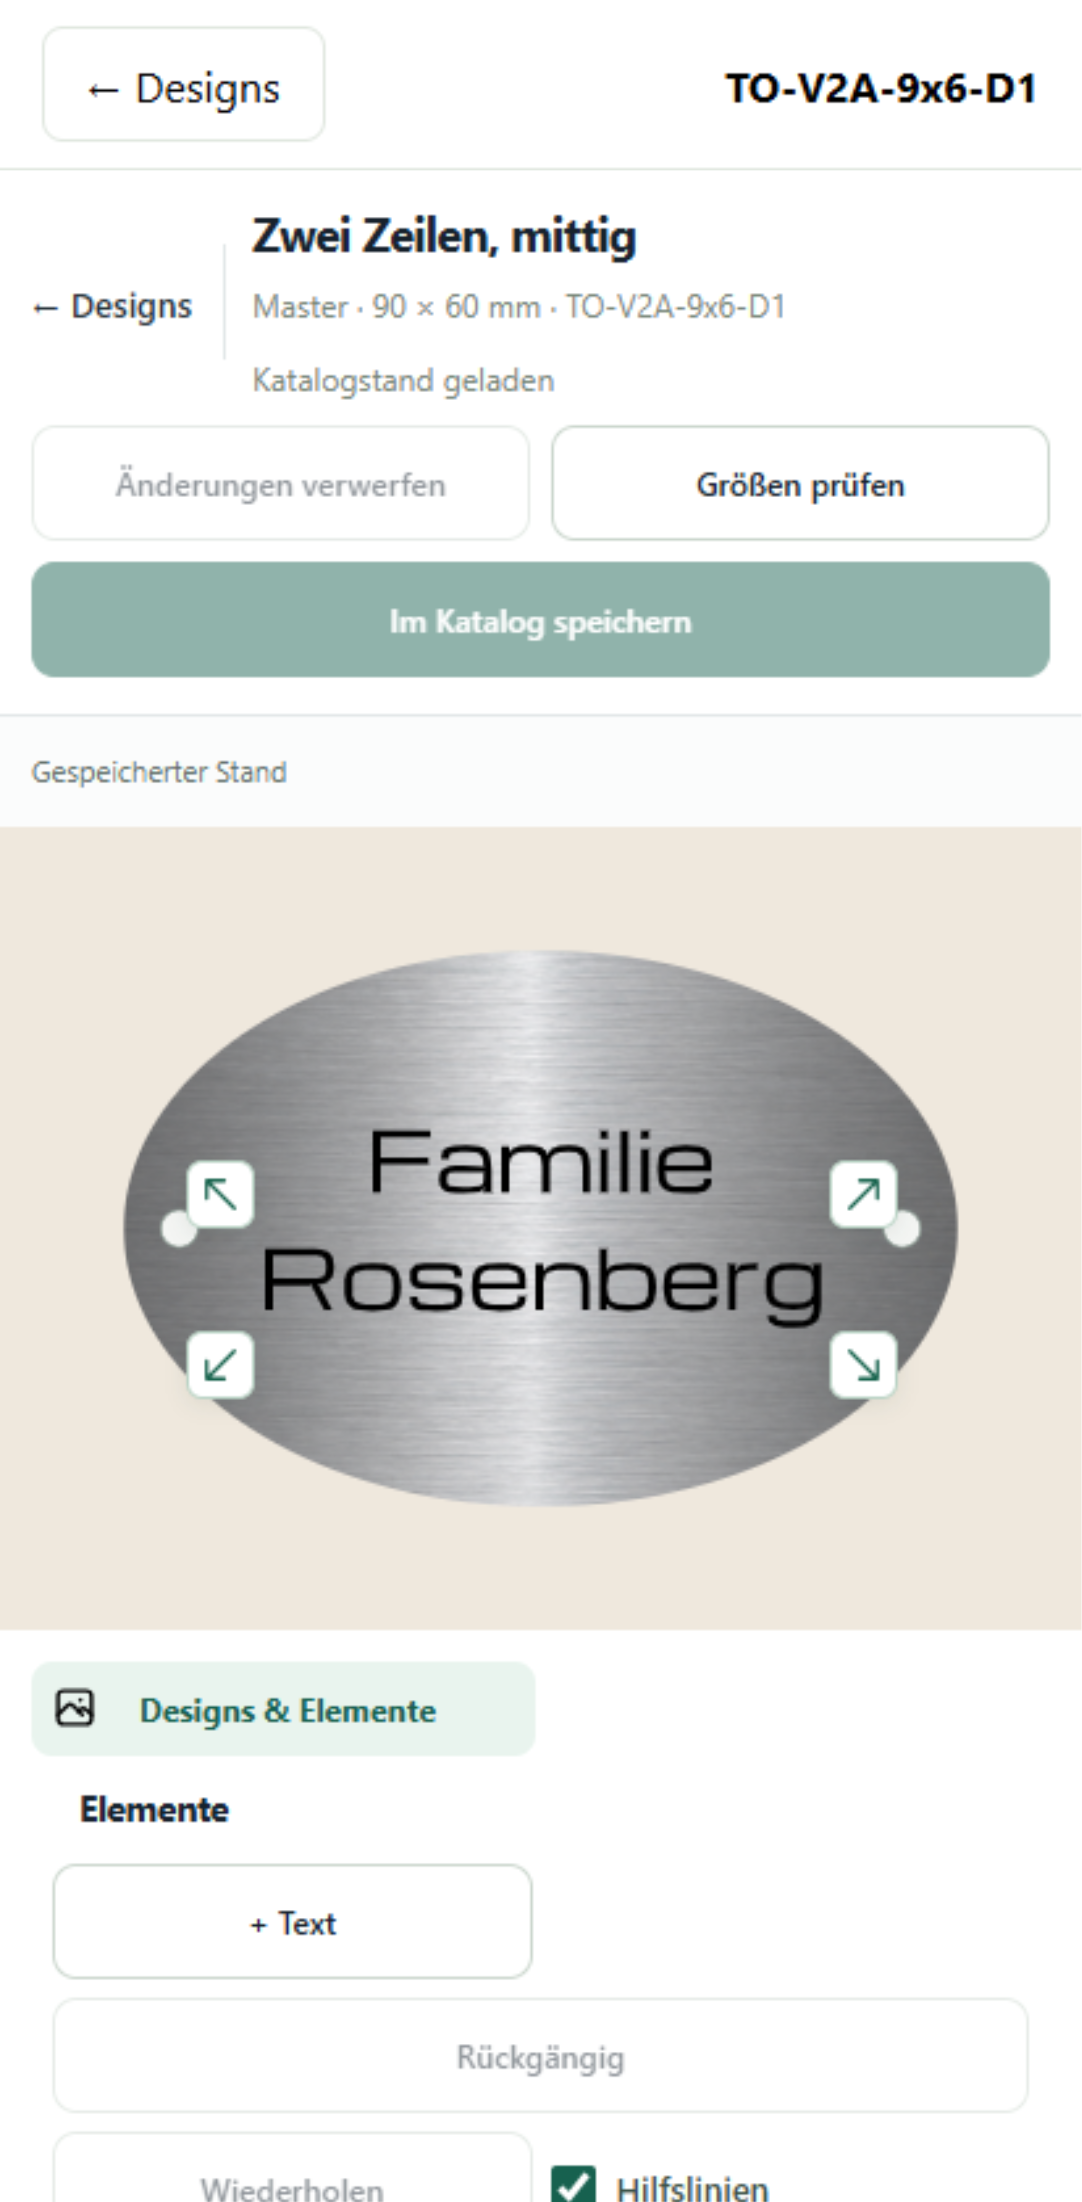 ← Designs
TO-V2A-9x6-D1
Zwei Zeilen, mittig
← Designs
Master · 90 × 60 mm · TO-V2A-9x6-D1
Katalogstand geladen
Änderungen verwerfen
Größen prüfen
Im Katalog speichern
Gespeicherter Stand
Familie
Rosenberg
Designs & Elemente
Elemente
+ Text
Rückgängig
Wiederholen
Hilfslinien